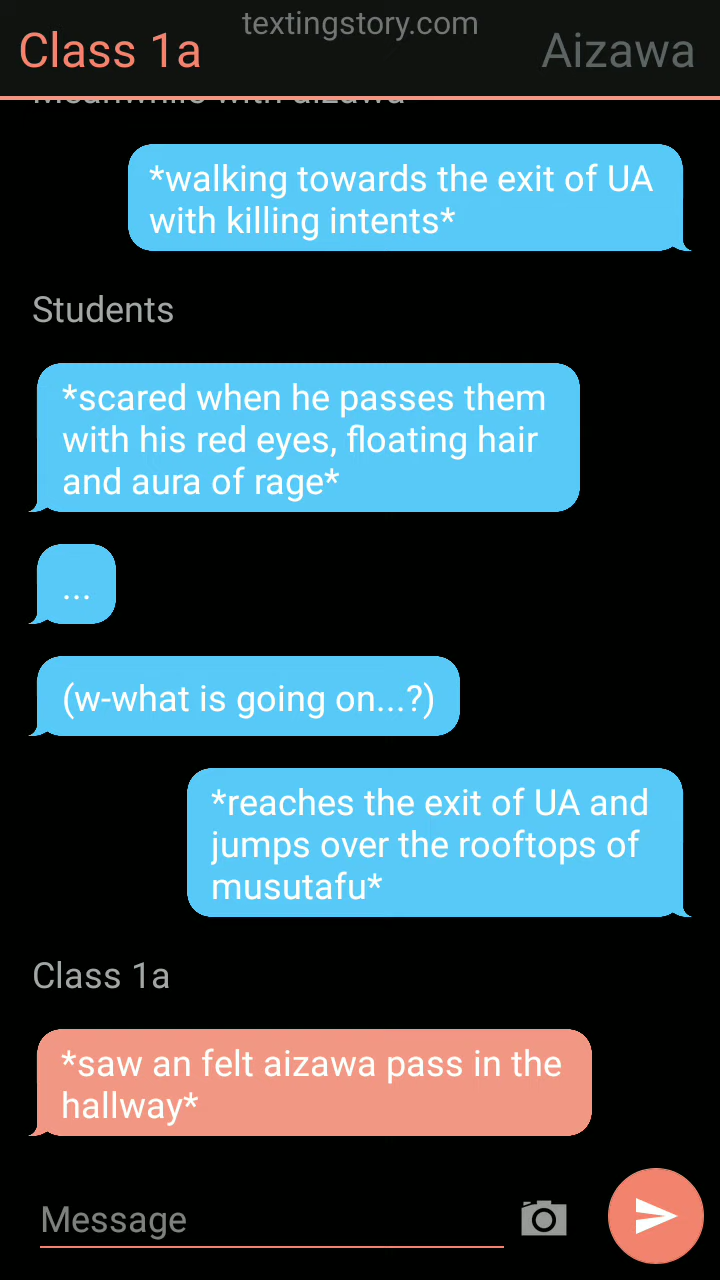 textingstory.com
Class 1a
Aizawa
Meanwhile with aizawa
*walking towards the exit of UA
with killing intents*
Students
*scared when he passes them
with his red eyes, floating hair
and aura of rage*
...
(w-what is going on...?)
*reaches the exit of UA and
jumps over the rooftops of
musutafu*
Class 1a
*saw an felt aizawa pass in the
hallway*
Message